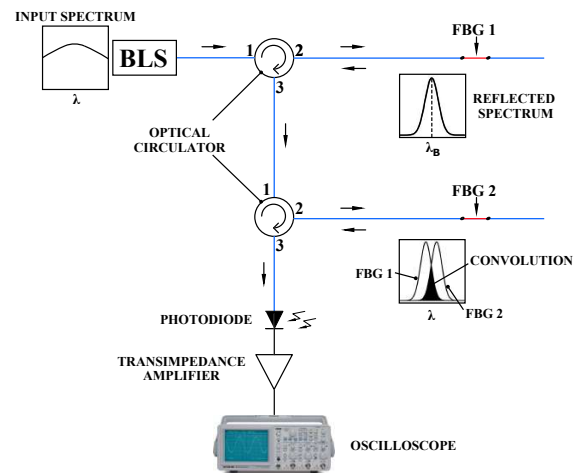 INPUT SPECTRUM
λ
BLS
1
2
3
FBG 1
REFLECTED
SPECTRUM
λB
OPTICAL
CIRCULATOR
1
2
3
FBG 2
FBG 1
CONVOLUTION
FBG 2
λ
PHOTODIODE
TRANSIMPEDANCE
AMPLIFIER
OSCILLOSCOPE